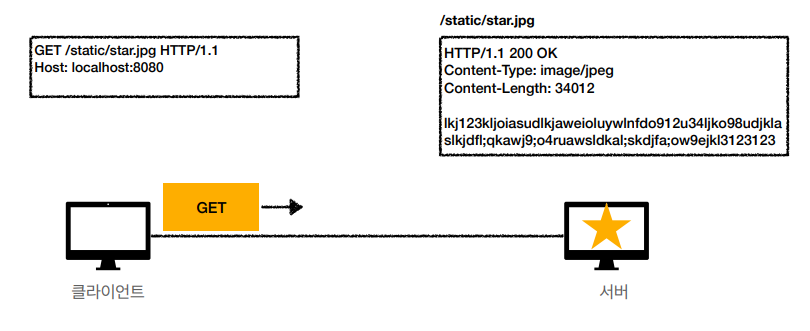 /static/star.jpg
GET /static/star.jpg HTTP/1.1
Host: localhost:8080
HTTP/1.1 200 OK
Content-Type: image/jpeg
Content-Length: 34012
lkj123kljoiasudlkjaweioluywlnfdo912u34ljko98udjkla
slkjdfl;qkawj9;o4ruawsldkal;skdjfa;ow9ejkl3123123
GET
클라이언트
서버